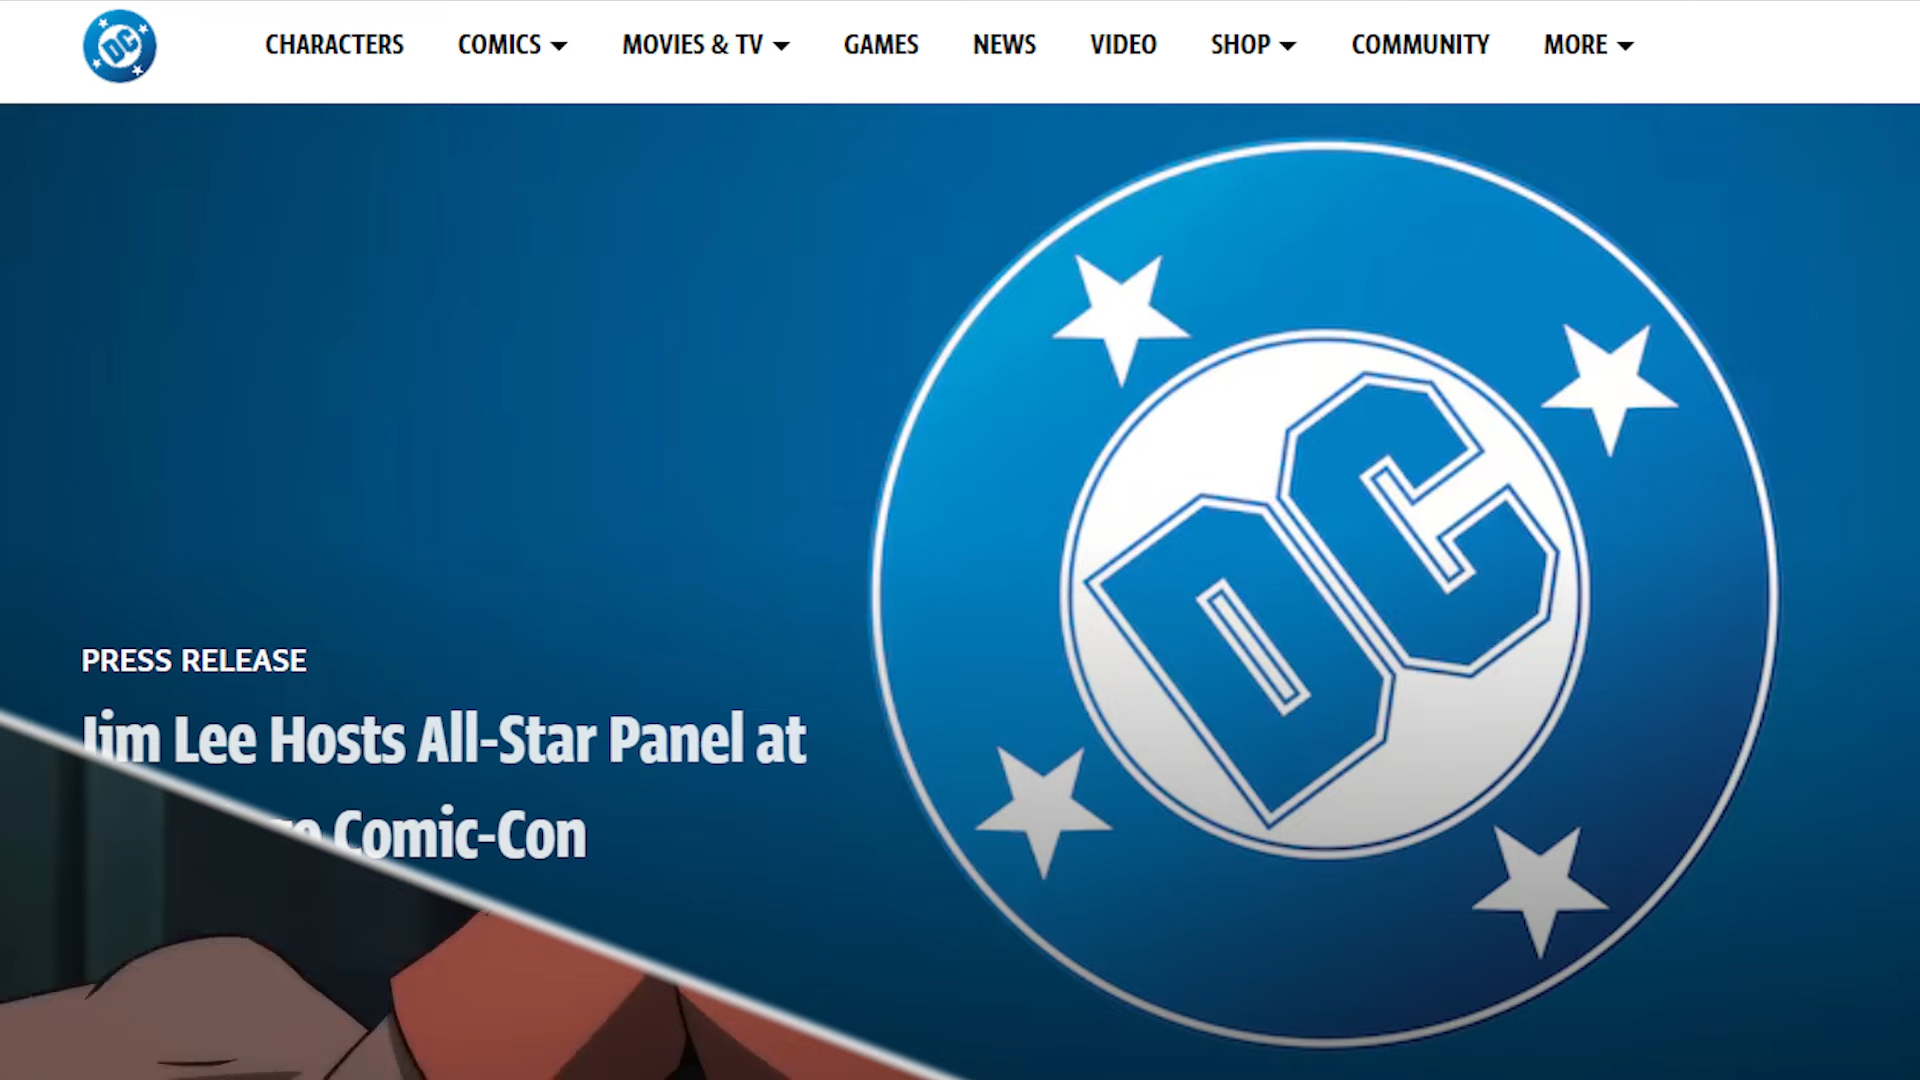 DC
CHARACTERS COMICS MOVIES & TV GAMES NEWS VIDEO SHOP COMMUNITY MORE
DC
PRESS RELEASE
Jim Lee Hosts All-Star Panel at
Comic-Con